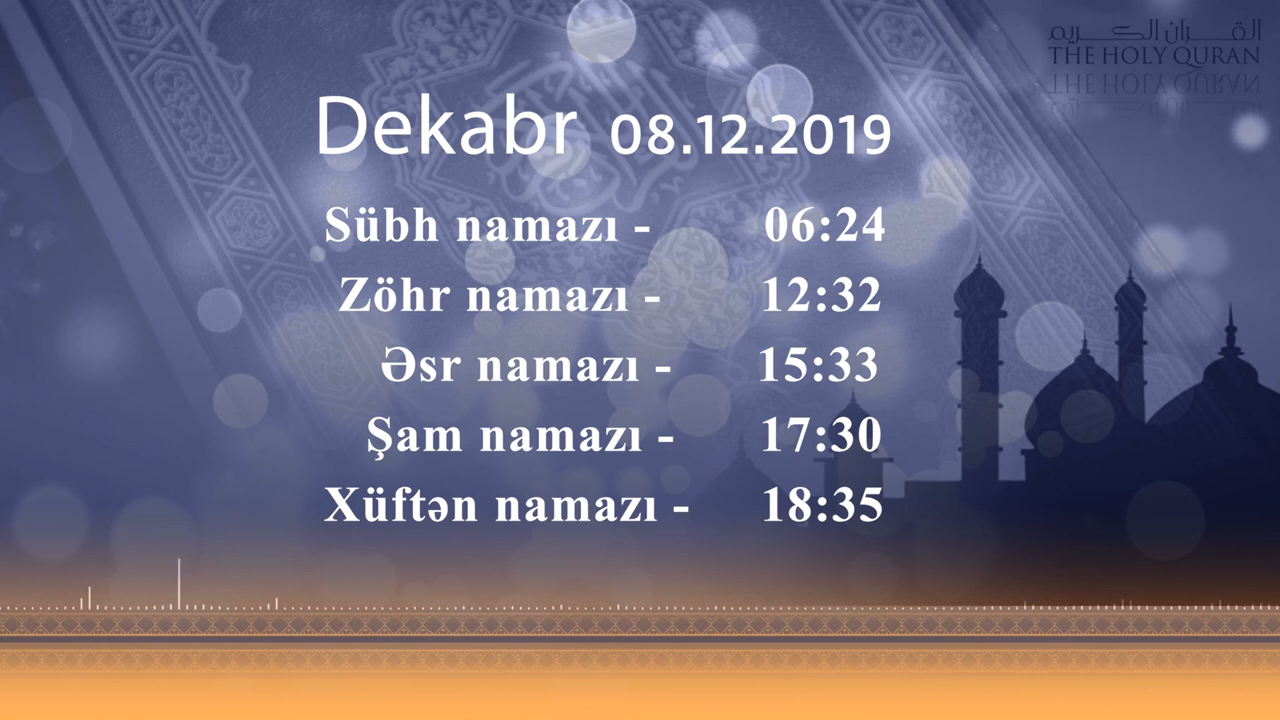 القرآن الكريم
THE HOLY QURAN
Dekabr 08.12.2019
Sübh namazı - 06:24
Zöhr namazı - 12:32
Əsr namazı - 15:33
Şam namazı - 17:30
Xüftən namazı - 18:35